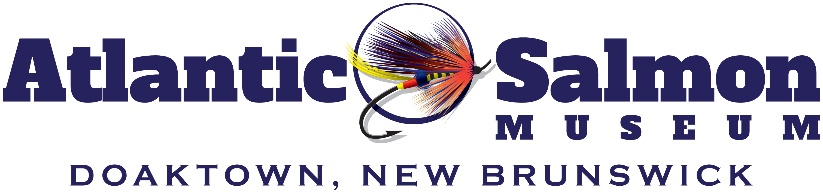 Atlantic Salmon
MUSEUM
DOAKTOWN, NEW BRUNSWICK